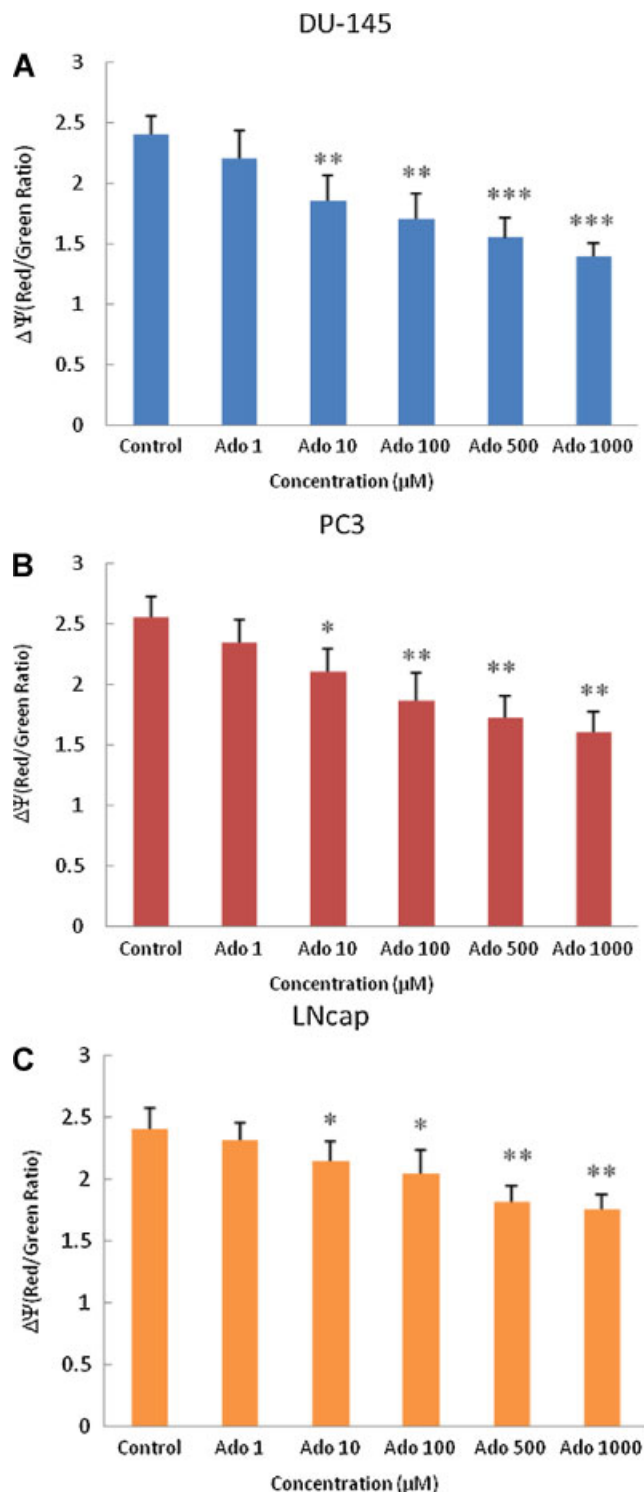 DU-145
A
3
2.5
2
1.5
1
0.5
0
ΔΨ(Red/Green Ratio)
** ** *** ***
Control Ado 1 Ado 10 Ado 100 Ado 500 Ado 1000
Concentration (µM)
PC3
B
3
2.5
2
1.5
1
0.5
0
ΔΨ(Red/Green Ratio)
* ** ** **
Control Ado 1 Ado 10 Ado 100 Ado 500 Ado 1000
Concentration (µM)
LNcap
C
3
2.5
2
1.5
1
0.5
0
ΔΨ(Red/Green Ratio)
* * ** **
Control Ado 1 Ado 10 Ado 100 Ado 500 Ado 1000
Concentration (µM)